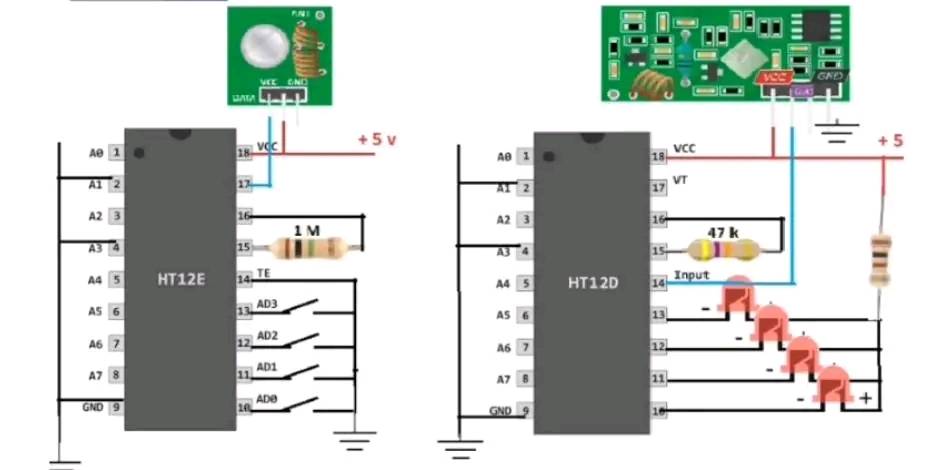 ANT
VCC GND
DATA
+5 v
A0 1
A1 2
A2 3
A3 4
A4 5
A5 6
A6 7
A7 8
GND 9
HT12E
18 VCC
17
16
15
1 M
14 TE
13 AD3
12 AD2
11 AD1
10 AD0
VCC
GND
+5
A0 1
A1 2
A2 3
A3 4
A4 5
A5 6
A6 7
A7 8
GND 9
HT12D
18 VCC
17 VT
16
15
47 k
14 Input
13
12
11
10
-
-
-
- +